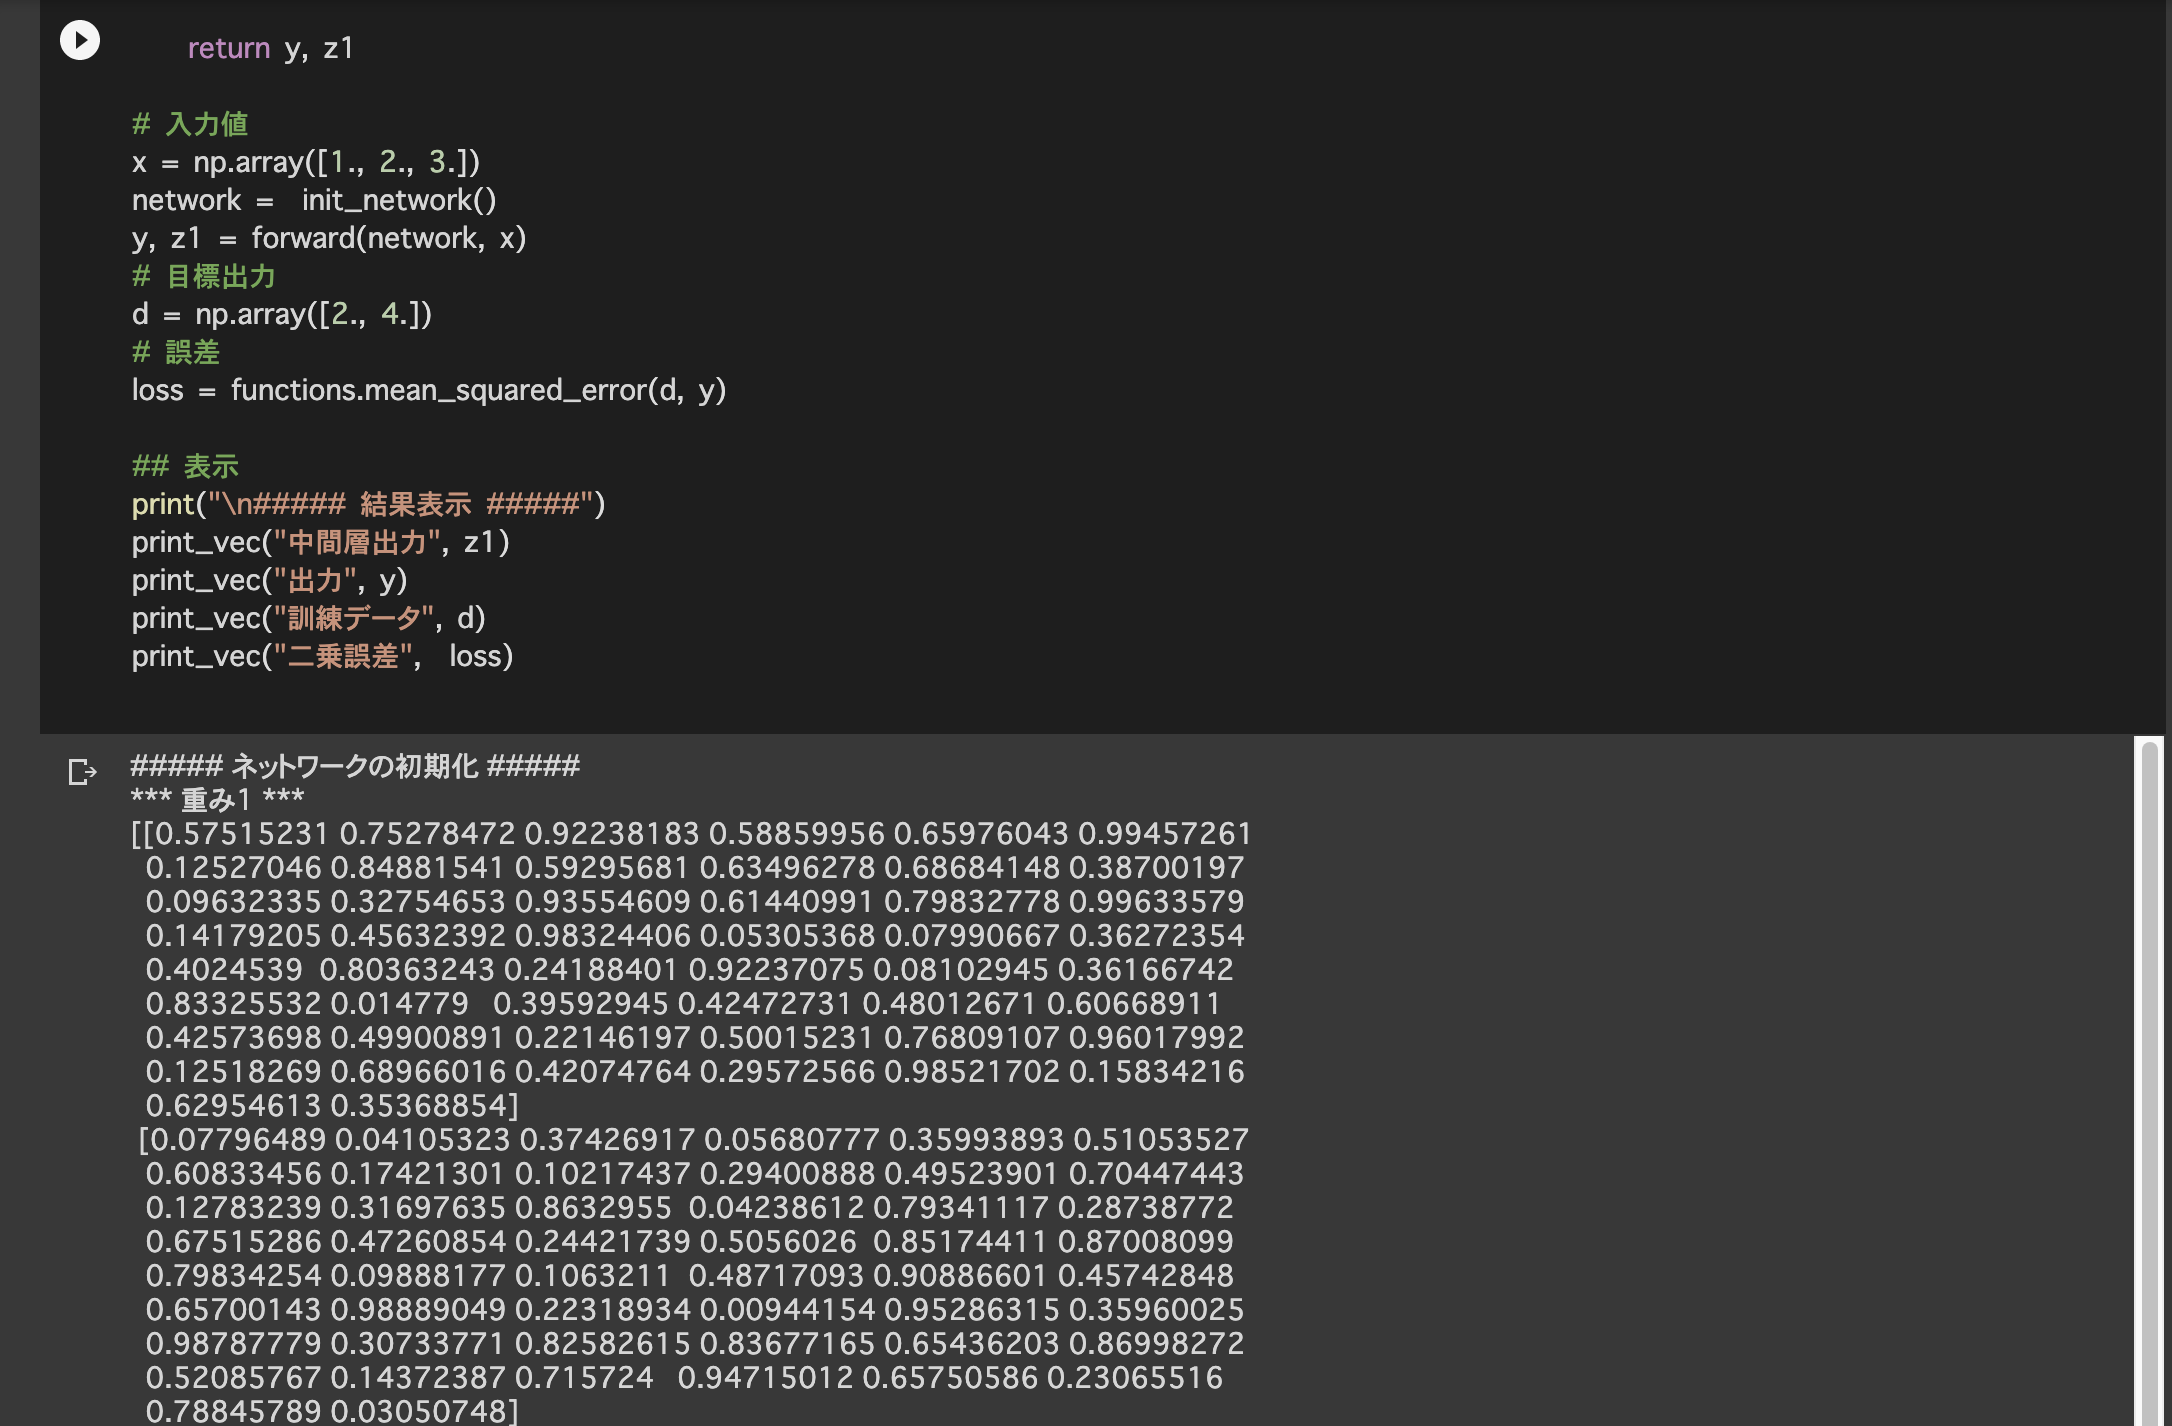 return y, z1
# 入力値
x = np.array([1., 2., 3.])
network =  init_network()
y, z1 = forward(network, x)
# 目標出力
d = np.array([2., 4.])
# 誤差
loss = functions.mean_squared_error(d, y)
## 表示
print("\n##### 結果表示 #####")
print_vec("中間層出力", z1)
print_vec("出力", y)
print_vec("訓練データ", d)
print_vec("二乗誤差",  loss)
##### ネットワークの初期化 #####
*** 重み1 ***
[[0.57515231 0.75278472 0.92238183 0.58859956 0.65976043 0.99457261
0.12527046 0.84881541 0.59295681 0.63496278 0.68684148 0.38700197
0.09632335 0.32754653 0.93554609 0.61440991 0.79832778 0.99633579
0.14179205 0.45632392 0.98324406 0.05305368 0.07990667 0.36272354
0.4024539  0.80363243 0.24188401 0.92237075 0.08102945 0.36166742
0.83325532 0.014779   0.39592945 0.42472731 0.48012671 0.60668911
0.42573698 0.49900891 0.22146197 0.50015231 0.76809107 0.96017992
0.12518269 0.68966016 0.42074764 0.29572566 0.98521702 0.15834216
0.62954613 0.35368854]
[0.07796489 0.04105323 0.37426917 0.05680777 0.35993893 0.51053527
0.60833456 0.17421301 0.10217437 0.29400888 0.49523901 0.70447443
0.12783239 0.31697635 0.8632955  0.04238612 0.79341117 0.28738772
0.67515286 0.47260854 0.24421739 0.5056026  0.85174411 0.87008099
0.79834254 0.09888177 0.1063211  0.48717093 0.90886601 0.45742848
0.65700143 0.98889049 0.22318934 0.00944154 0.95286315 0.35960025
0.98787779 0.30733771 0.82582615 0.83677165 0.65436203 0.86998272
0.52085767 0.14372387 0.715724   0.94715012 0.65750586 0.23065516
0.78845789 0.03050748]